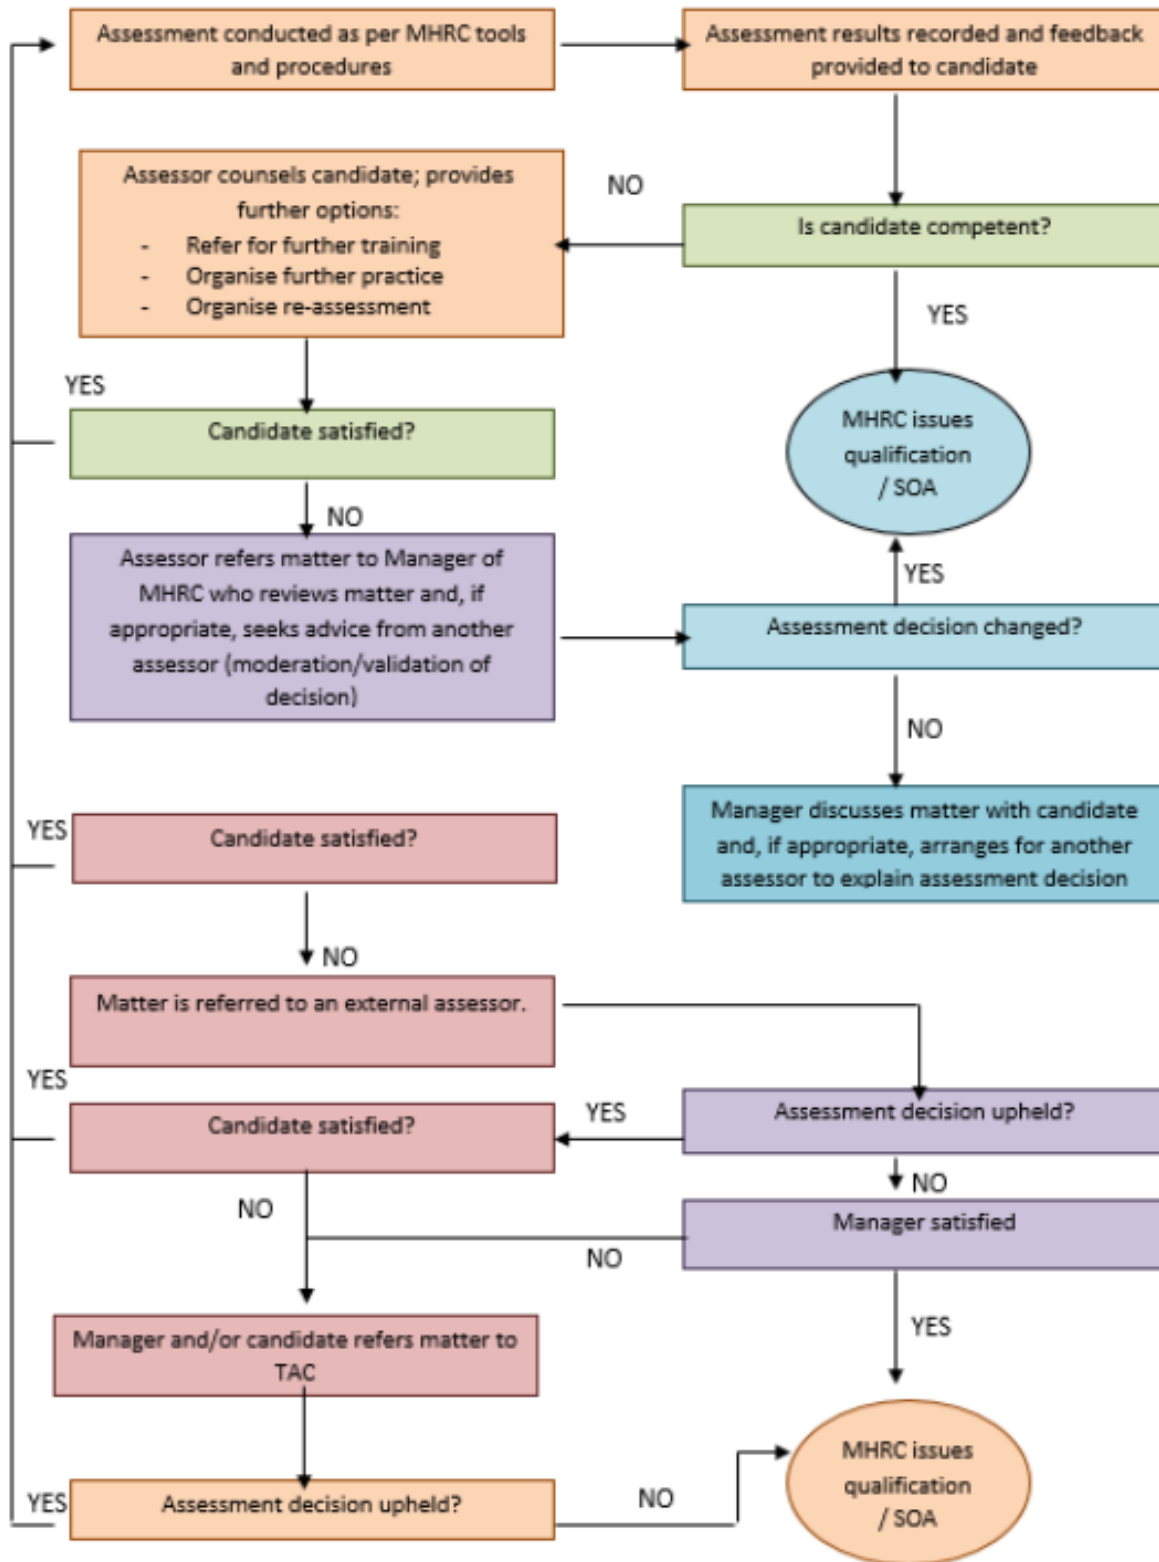 Assessment conducted as per MHRC tools
and procedures
Assessment results recorded and feedback
provided to candidate
Assessor counsels candidate; provides
further options:
- Refer for further training
- Organise further practice
- Organise re-assessment
NO
Is candidate competent?
YES
YES
Candidate satisfied?
MHRC issues
qualification
/ SOA
NO
Assessor refers matter to Manager of
MHRC who reviews matter and, if
appropriate, seeks advice from another
assessor (moderation/validation of
decision)
YES
Assessment decision changed?
NO
Manager discusses matter with candidate
and, if appropriate, arranges for another
assessor to explain assessment decision
YES
Candidate satisfied?
NO
Matter is referred to an external assessor.
YES
Candidate satisfied?
YES
Assessment decision upheld?
NO
NO
Manager satisfied
NO
YES
Manager and/or candidate refers matter to
TAC
YES
Assessment decision upheld?
NO
MHRC issues
qualification
/ SOA